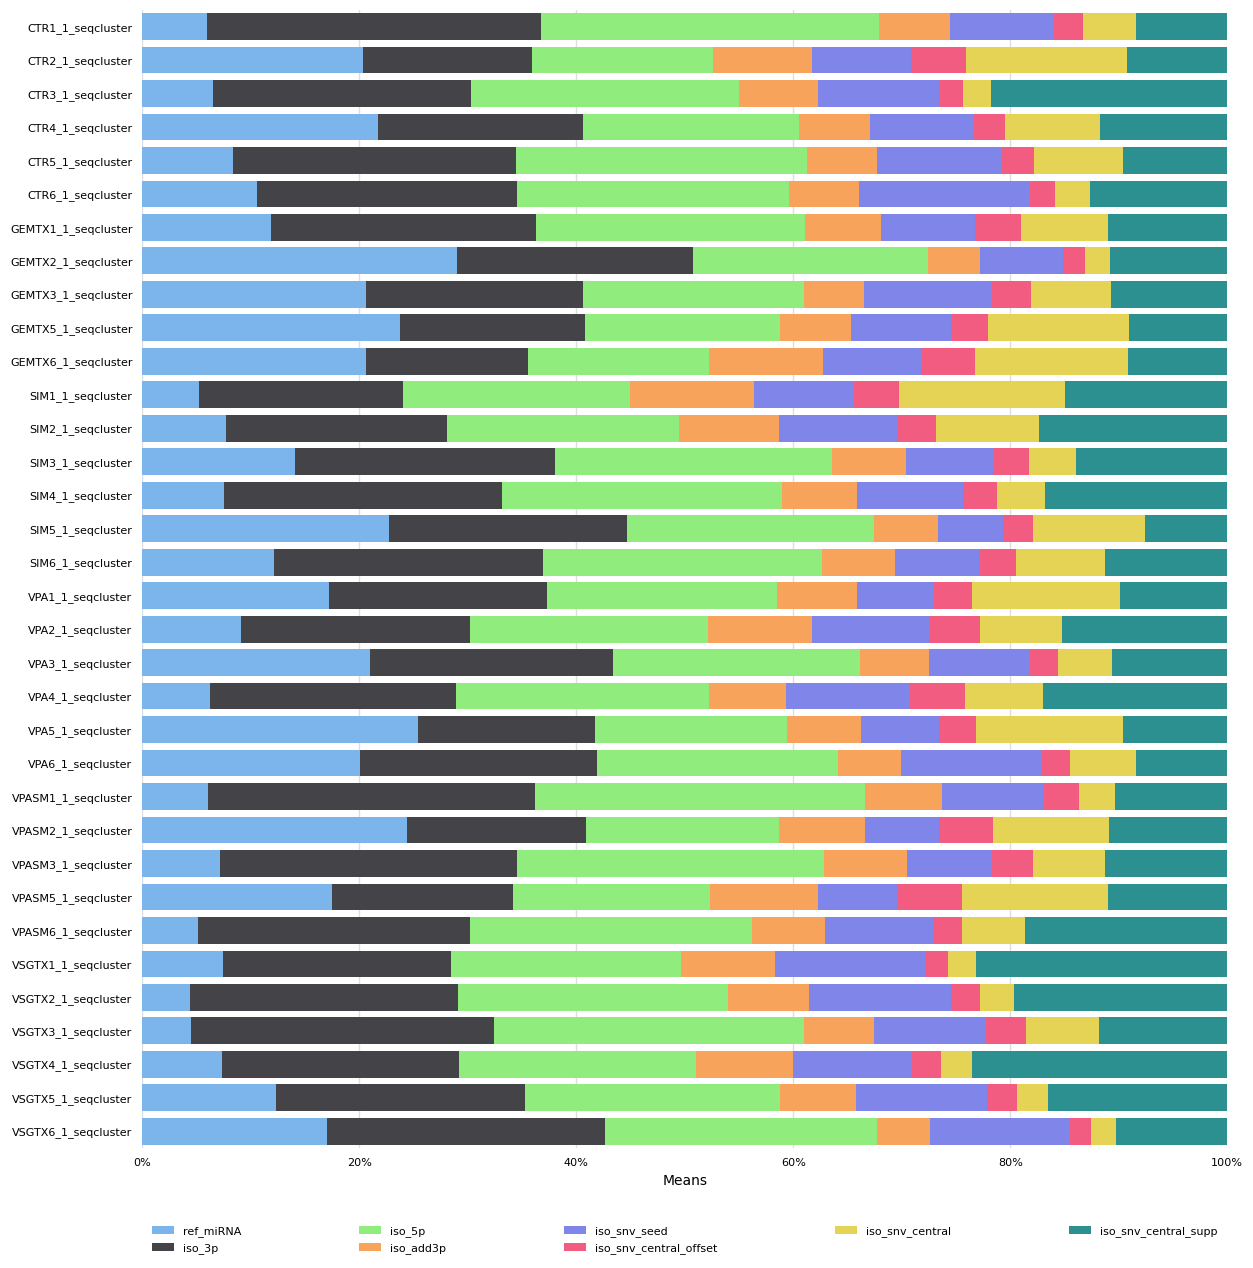 CTR1_1_seqcluster
CTR2_1_seqcluster
CTR3_1_seqcluster
CTR4_1_seqcluster
CTR5_1_seqcluster
CTR6_1_seqcluster
GEMTX1_1_seqcluster
GEMTX2_1_seqcluster
GEMTX3_1_seqcluster
GEMTX5_1_seqcluster
GEMTX6_1_seqcluster
SIM1_1_seqcluster
SIM2_1_seqcluster
SIM3_1_seqcluster
SIM4_1_seqcluster
SIM5_1_seqcluster
SIM6_1_seqcluster
VPA1_1_seqcluster
VPA2_1_seqcluster
VPA3_1_seqcluster
VPA4_1_seqcluster
VPA5_1_seqcluster
VPA6_1_seqcluster
VPASM1_1_seqcluster
VPASM2_1_seqcluster
VPASM3_1_seqcluster
VPASM5_1_seqcluster
VPASM6_1_seqcluster
VSGTX1_1_seqcluster
VSGTX2_1_seqcluster
VSGTX3_1_seqcluster
VSGTX4_1_seqcluster
VSGTX5_1_seqcluster
VSGTX6_1_seqcluster
0% 20% 40% 60% 80% 100%
Means
ref_miRNA iso_5p iso_snv_seed iso_snv_central iso_snv_central_supp
iso_3p iso_add3p iso_snv_central_offset